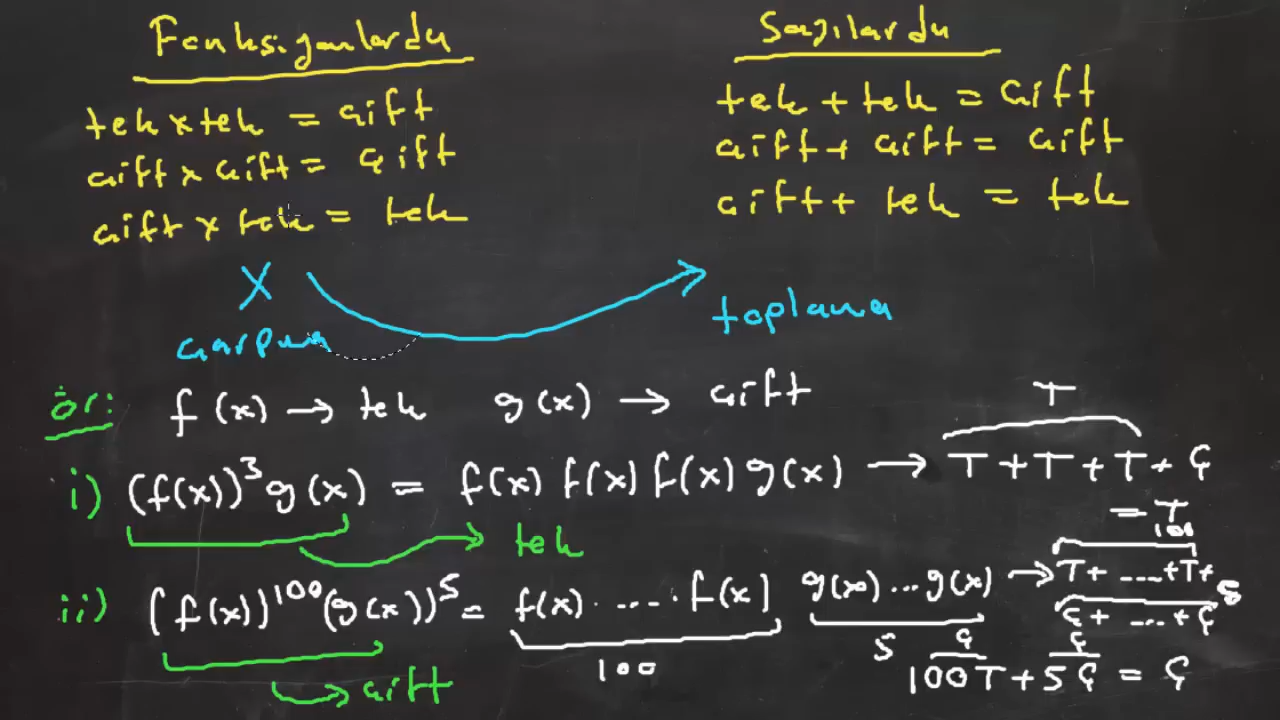 Fonksiyonlarda
tek x tek = çift
çift x çift = çift
çift x tek = tek
Sayılarda
tek + tek = çift
çift + çift = çift
çift + tek = tek
X
çarpma
toplama
ör: f(x) → tek g(x) → çift
T
i) (f(x))³g(x) = f(x) f(x) f(x) g(x) → T + T + T + Ç
= T
tek
100
ii) (f(x))¹⁰⁰(g(x))⁵ = f(x) . .... . f(x) g(x)...g(x) → T + .... + T +
5
Ç + ... + Ç
100
5
Ç Ç
100T + 5Ç = Ç
çift